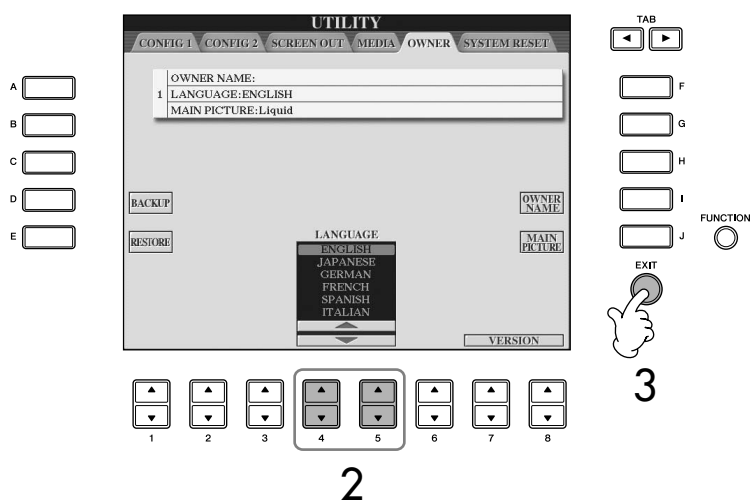 UTILITY
CONFIG 1 CONFIG 2 SCREEN OUT MEDIA OWNER SYSTEM RESET
TAB
OWNER NAME:
1 LANGUAGE:ENGLISH
MAIN PICTURE:Liquid
A
B
C
D
E
F
G
H
I
J
BACKUP
RESTORE
OWNER
NAME
MAIN
PICTURE
LANGUAGE
ENGLISH
JAPANESE
GERMAN
FRENCH
SPANISH
ITALIAN
VERSION
FUNCTION
EXIT
3
1 2 3 4 5 6 7 8
2